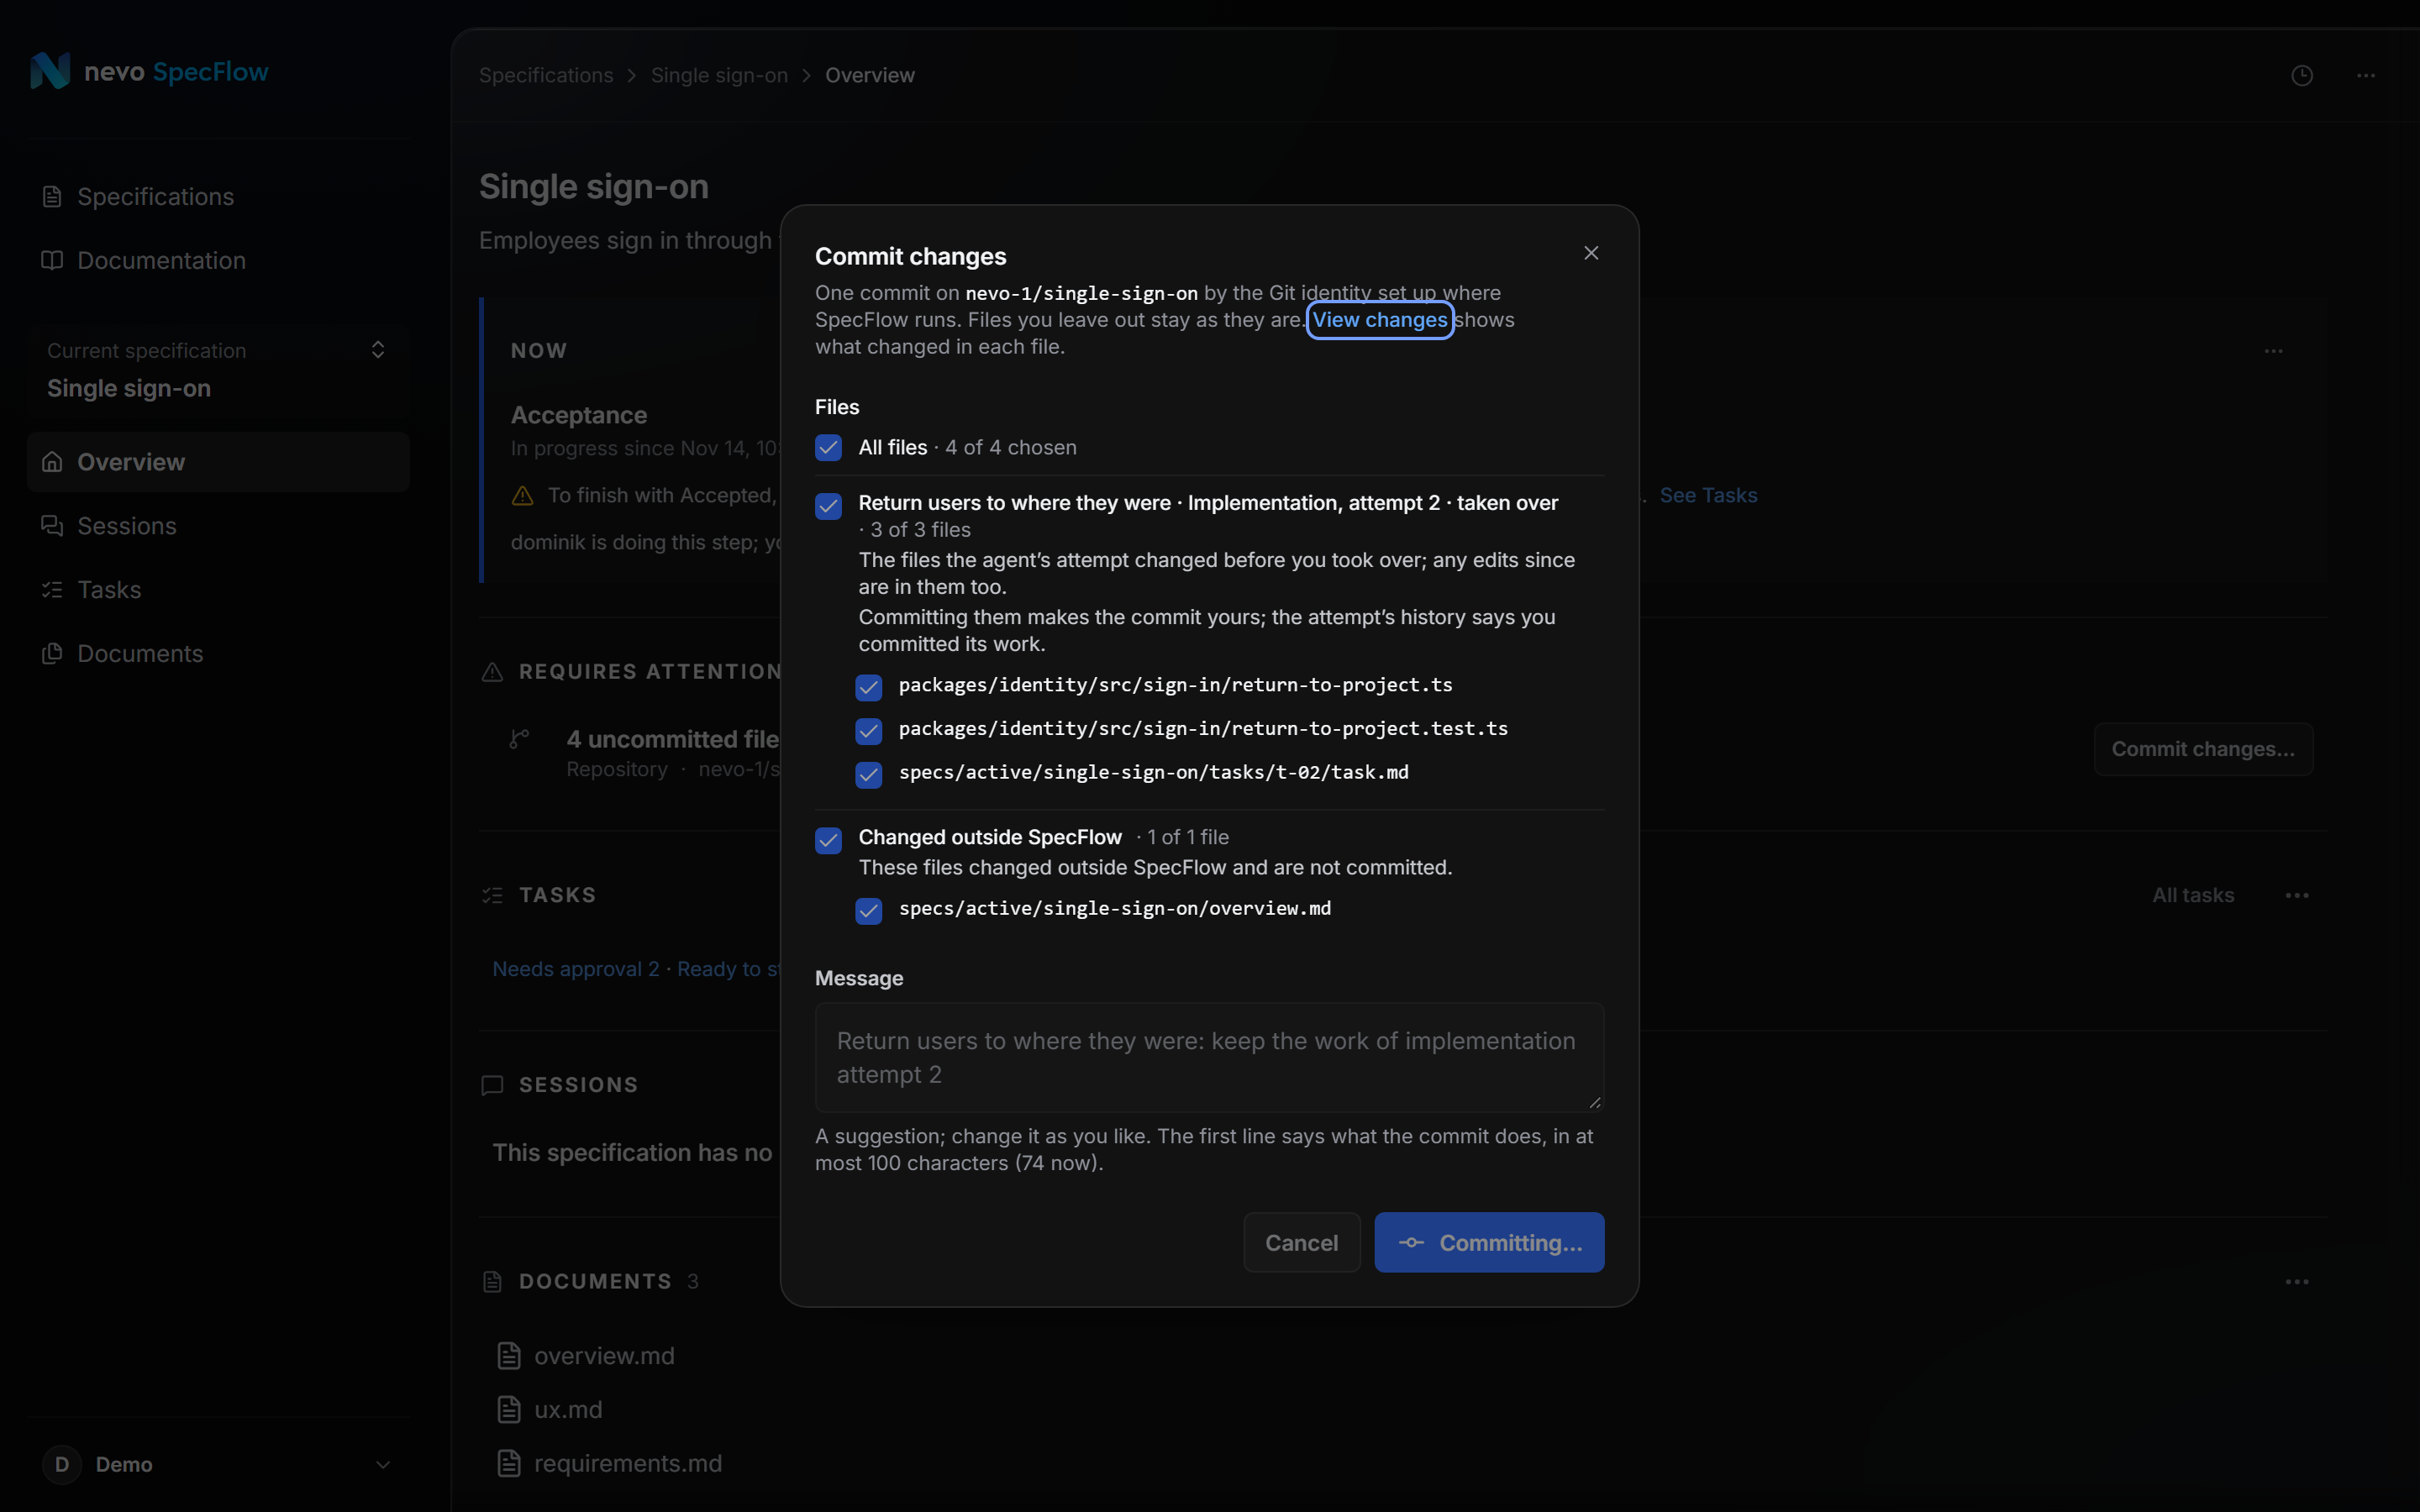 nevo SpecFlow
Specifications
Documentation
Current specification
Single sign-on
Overview
Sessions
Tasks
Documents
D Demo
Specifications > Single sign-on > Overview
Single sign-on
Employees sign in through
NOW
Acceptance
In progress since Nov 14, 10:
To finish with Accepted,
See Tasks
dominik is doing this step; yo
REQUIRES ATTENTION
4 uncommitted file
Repository · nevo-1/s
Commit changes...
TASKS
All tasks
Needs approval 2 · Ready to st
SESSIONS
This specification has no
DOCUMENTS 3
overview.md
ux.md
requirements.md
Commit changes
One commit on nevo-1/single-sign-on by the Git identity set up where
SpecFlow runs. Files you leave out stay as they are. View changes shows
what changed in each file.
Files
All files · 4 of 4 chosen
Return users to where they were · Implementation, attempt 2 · taken over
· 3 of 3 files
The files the agent’s attempt changed before you took over; any edits since
are in them too.
Committing them makes the commit yours; the attempt’s history says you
committed its work.
packages/identity/src/sign-in/return-to-project.ts
packages/identity/src/sign-in/return-to-project.test.ts
specs/active/single-sign-on/tasks/t-02/task.md
Changed outside SpecFlow · 1 of 1 file
These files changed outside SpecFlow and are not committed.
specs/active/single-sign-on/overview.md
Message
Return users to where they were: keep the work of implementation
attempt 2
A suggestion; change it as you like. The first line says what the commit does, in at
most 100 characters (74 now).
Cancel
Committing...